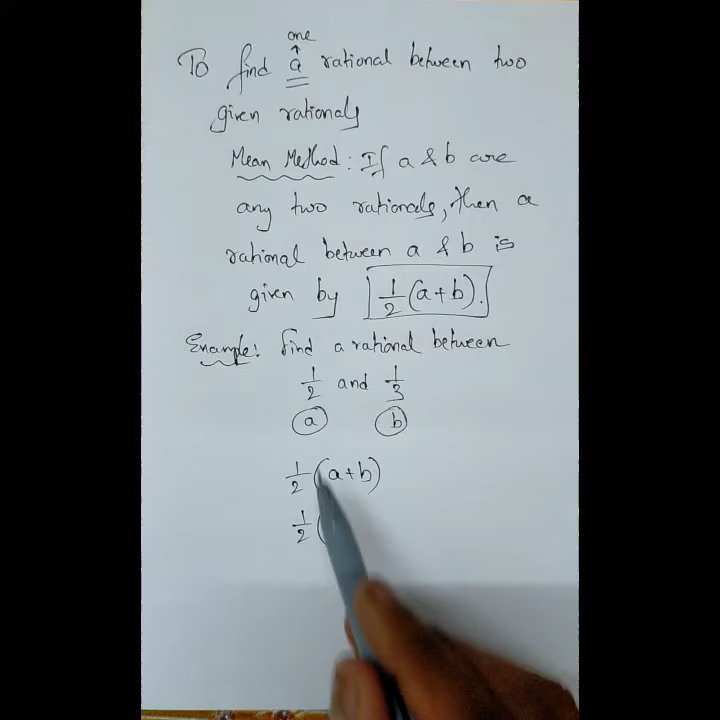 one
To find a rational between two
given rationals
Mean Method: If a & b are
any two rationals, then a
rational between a & b is
given by 1/2 (a+b).
Example: find a rational between
1/2 and 1/3
a b
1/2 (a+b)
1/2 (